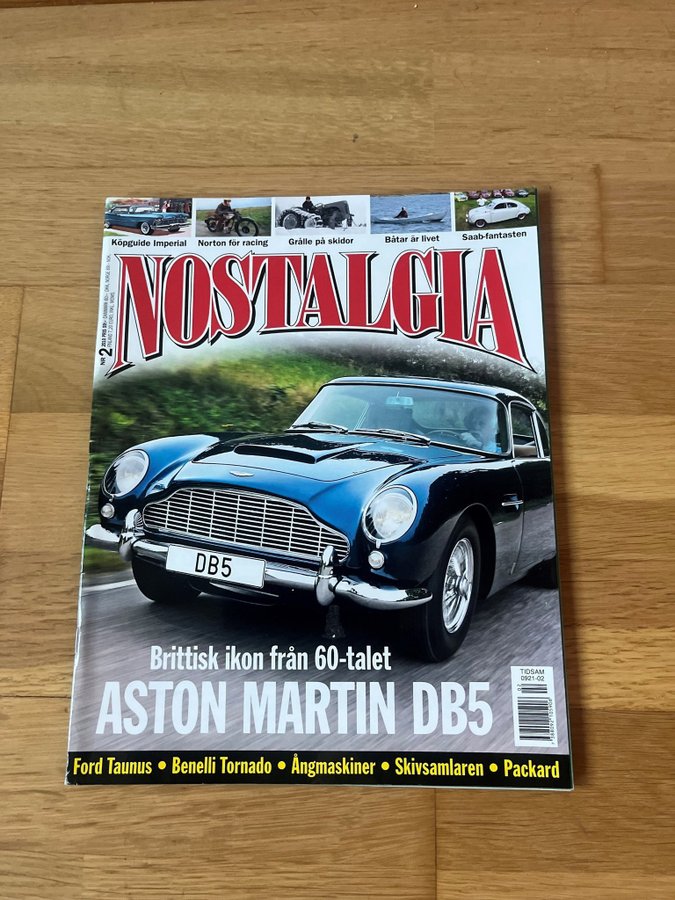 Köpguide Imperial
Norton för racing
Grålle på skidor
Båtar är livet
Saab-fantasten
NOSTALGIA
NR 2 2010
DB5
Brittisk ikon från 60-talet
ASTON MARTIN DB5
TIDSAM
0921-02
Ford Taunus • Benelli Tornado • Ångmaskiner • Skivsamlaren • Packard